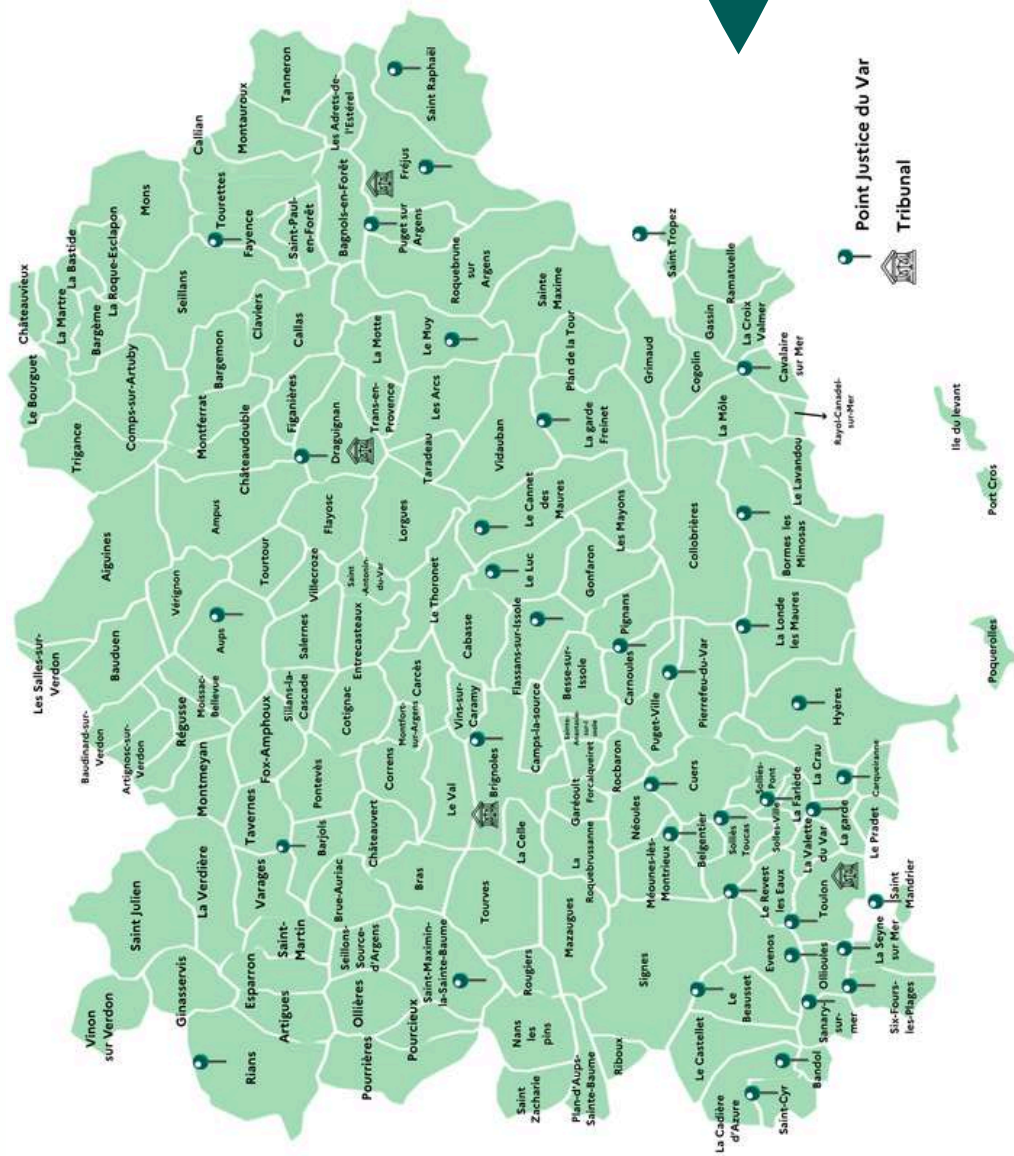 Châteauvieux
Le Bourguet
La Martre
La Bastide
Bargème
La Roque-Esclapon
Trigance
Comps-sur-Artuby
Mons
Les Salles-sur-
Verdon
Aiguines
Baudinard-sur-
Verdon
Artignosc-sur-
Verdon
Bauduen
Vinon
sur Verdon
Saint Julien
Ginasservis
La Verdière
Montmeyan
Régusse
Moissac-
Bellevue
Vérignon
Aups
Ampus
Montferrat
Châteaudouble
Bargemon
Seillans
Claviers
Fayence
Tourettes
Callian
Montauroux
Tanneron
Rians
Esparron
Artigues
Saint-
Martin
Varages
Tavernes
Fox-Amphoux
Sillans-la-
Cascade
Salernes
Tourtour
Villecroze
Flayosc
Draguignan
Figanières
Callas
Saint-Paul-
en-Forêt
Bagnols-en-Forêt
Les Adrets-de-
l'Estérel
Saint Raphaël
Fréjus
Puget sur
Argens
Roquebrune
sur
Argens
Pourrières
Ollières
Pourcieux
Seillons-
Source-
d'Argens
Brue-Auriac
Barjols
Pontevès
Châteauvert
Cotignac
Entrecasteaux
Saint
-Antonin-
du-Var
Lorgues
Trans-en-
Provence
La Motte
Le Muy
Les Arcs
Taradeau
Saint-Maximin-
la-Sainte-Baume
Bras
Correns
Montfort-
sur-Argens
Carcès
Le Thoronet
Vidauban
Le Val
Vins-sur-
Caramy
Brignoles
Cabasse
Le Luc
Le Cannet
des
Maures
La garde
Freinet
Plan de la Tour
Sainte
Maxime
Saint
Zacharie
Nans
les
pins
Rougiers
Tourves
La Celle
Camps-la-source
Flassans-sur-Issole
Besse-sur-
Issole
Gonfaron
Les Mayons
Grimaud
Cogolin
Saint Tropez
Gassin
Ramatuelle
La Croix
Valmer
Cavalaire
sur Mer
La Môle
Rayol-Canadel-
sur-Mer
Plan-d'Aups-
Sainte-Baume
Riboux
Mazaugues
La
Roquebrussanne
Garéoult
Forcalqueiret
Sainte-
Anastasie-
sur-
Issole
Rocbaron
Néoules
Méounes-lès-
Montrieux
Puget-Ville
Carnoules
Pignans
Pierrefeu-du-Var
Collobrières
Signes
Cuers
Belgentier
Solliès
Toucas
Solliès-
Pont
Solles-Ville
La Farlède
La Crau
La Valette
du Var
La garde
Le Pradet
Carqueiranne
Hyères
La Londe
les Maures
Bormes les
Mimosas
Le Lavandou
Le Castellet
Le
Beausset
La Cadière
d'Azure
Saint-Cyr
Bandol
Sanary-
sur-
mer
Evenos
Ollioules
Le Revest
les Eaux
Toulon
La Seyne
sur Mer
Six-Fours-
les-Plages
Saint
Mandrier
Poquerolles
Port Cros
Ile du levant
Point Justice du Var
Tribunal